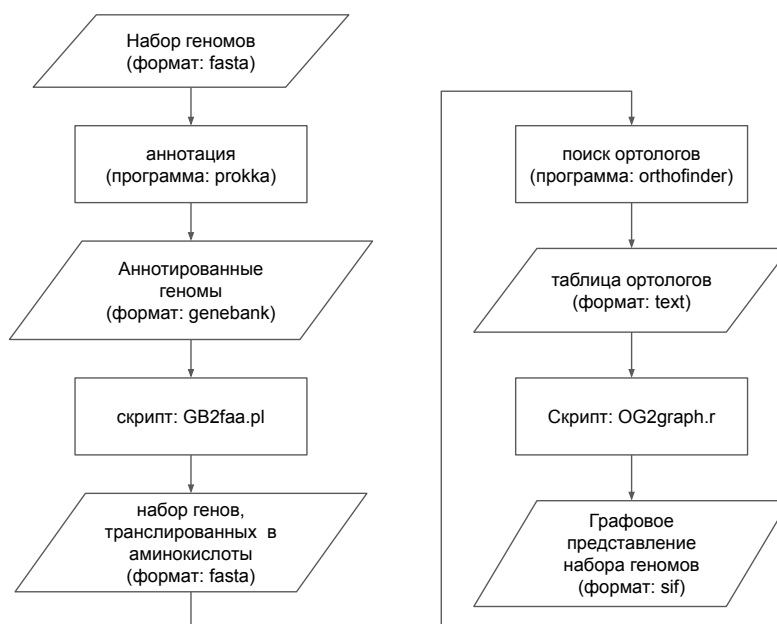 Набор геномов
(формат: fasta)
аннотация
(программа: prokka)
Аннотированные
геномы
(формат: genebank)
скрипт: GB2faa.pl
набор генов,
транслированных в
аминокислоты
(формат: fasta)
поиск ортологов
(программа: orthofinder)
таблица ортологов
(формат: text)
Скрипт: OG2graph.r
Графовое
представление
набора геномов
(формат: sif)